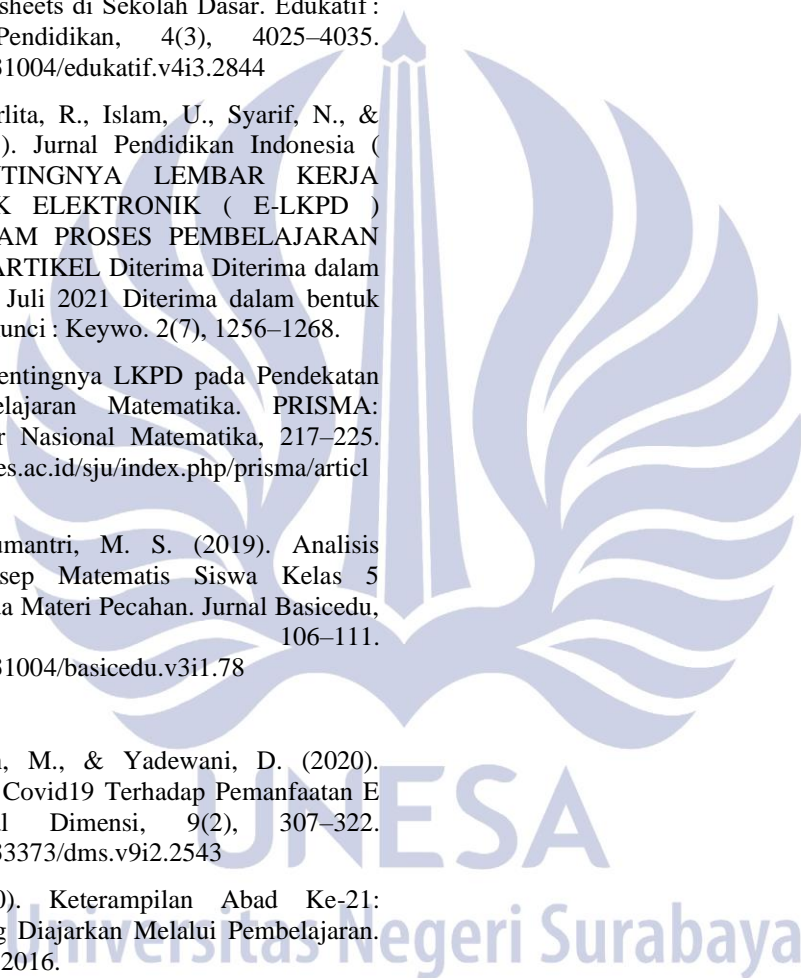 sheets di Sekolah Dasar. Edukatif :
Pendidikan, 4(3), 4025–4035.
31004/edukatif.v4i3.2844
rlita, R., Islam, U., Syarif, N., &
). Jurnal Pendidikan Indonesia (
TINGNYA LEMBAR KERJA
K ELEKTRONIK ( E-LKPD )
AM PROSES PEMBELAJARAN
ARTIKEL Diterima Diterima dalam
Juli 2021 Diterima dalam bentuk
unci : Keywo. 2(7), 1256–1268.
entingnya LKPD pada Pendekatan
elajaran Matematika. PRISMA:
r Nasional Matematika, 217–225.
es.ac.id/sju/index.php/prisma/articl
umantri, M. S. (2019). Analisis
sep Matematis Siswa Kelas 5
la Materi Pecahan. Jurnal Basicedu,
106–111.
31004/basicedu.v3i1.78
M., & Yadewani, D. (2020).
Covid19 Terhadap Pemanfaatan E
Dimensi, 9(2), 307–322.
33373/dms.v9i2.2543
0). Keterampilan Abad Ke-21:
g Diajarkan Melalui Pembelajaran.
2016.
UNESA
Universitas Negeri Surabaya